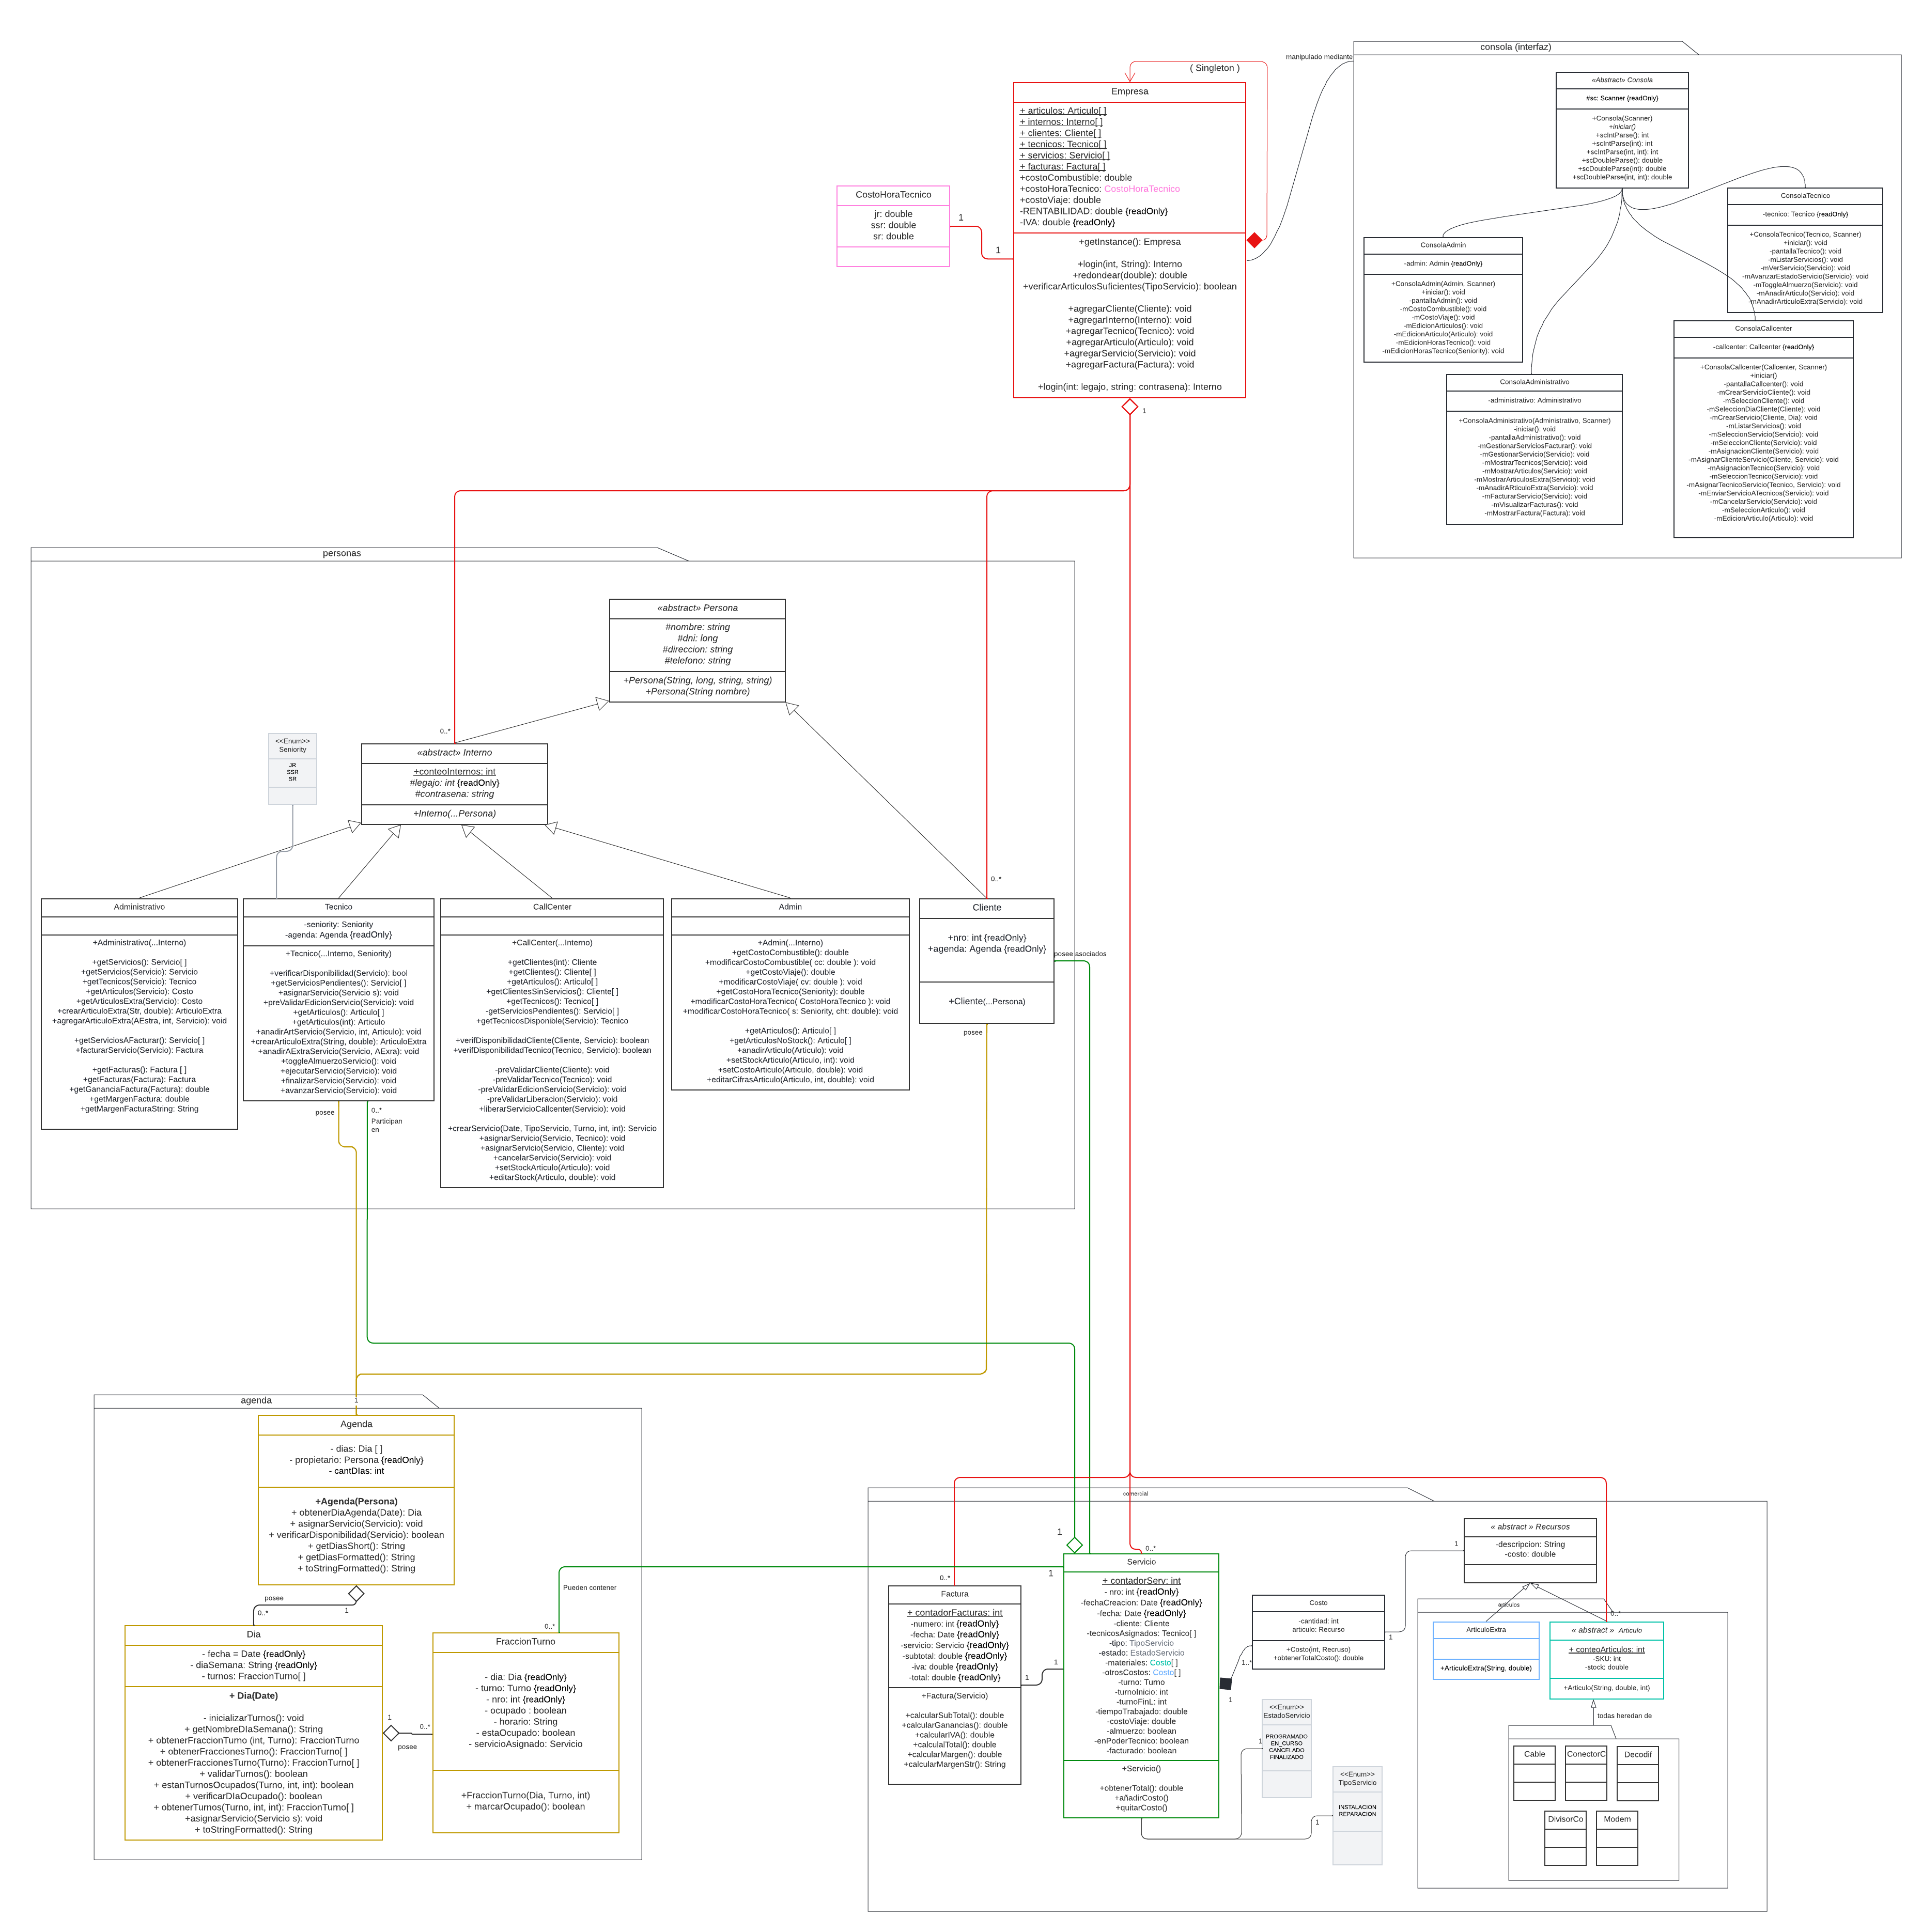 consola (interfaz)
manipulado mediante
( Singleton )
Empresa
+ articulos: Articulo[ ]
+ internos: Interno[ ]
+ clientes: Cliente[ ]
+ tecnicos: Tecnico[ ]
+ servicios: Servicio[ ]
+ facturas: Factura[ ]
+costoCombustible: double
+costoHoraTecnico: CostoHoraTecnico
+costoViaje: double
-RENTABILIDAD: double {readOnly}
-IVA: double {readOnly}
+getInstance(): Empresa
+login(int, String): Interno
+redondear(double): double
+verificarArticulosSuficientes(TipoServicio): boolean
+agregarCliente(Cliente): void
+agregarInterno(Interno): void
+agregarTecnico(Tecnico): void
+agregarArticulo(Articulo): void
+agregarServicio(Servicio): void
+agregarFactura(Factura): void
+login(int: legajo, string: contrasena): Interno
1
CostoHoraTecnico
jr: double
ssr: double
sr: double
1
1
«Abstract» Consola
#sc: Scanner {readOnly}
+Consola(Scanner)
+iniciar()
+scIntParse(): int
+scIntParse(int): int
+scIntParse(int, int): int
+scDoubleParse(): double
+scDoubleParse(int): double
+scDoubleParse(int, int): double
ConsolaTecnico
-tecnico: Tecnico {readOnly}
+ConsolaTecnico(Tecnico, Scanner)
+iniciar(): void
-pantallaTecnico(): void
-mListarServicios(): void
-mVerServicio(Servicio): void
-mAvanzarEstadoServicio(Servicio): void
-mToggleAlmuerzo(Servicio): void
-mAnadirArticulo(Servicio): void
-mAnadirArticuloExtra(Servicio): void
ConsolaAdmin
-admin: Admin {readOnly}
+ConsolaAdmin(Admin, Scanner)
+iniciar(): void
-pantallaAdmin(): void
-mCostoCombustible(): void
-mCostoViaje(): void
-mEdicionArticulos(): void
-mEdicionArticulo(Articulo): void
-mEdicionHorasTecnico(): void
-mEdicionHorasTecnico(Seniority): void
ConsolaCallcenter
-callcenter: Callcenter {readOnly}
+ConsolaCallcenter(Callcenter, Scanner)
+iniciar()
-pantallaCallcenter(): void
-mCrearServicioCliente(): void
-mSeleccionCliente(): void
-mSeleccionDiaCliente(Cliente): void
-mCrearServicio(Cliente, Dia): void
-mListarServicios(): void
-mSeleccionServicio(Servicio): void
-mSeleccionCliente(Servicio): void
-mAsignacionCliente(Servicio): void
-mAsignarClienteServicio(Cliente, Servicio): void
-mAsignacionTecnico(Servicio): void
-mSeleccionTecnico(Servicio): void
-mAsignarTecnicoServicio(Tecnico, Servicio): void
-mEnviarServicioATecnicos(Servicio): void
-mCancelarServicio(Servicio): void
-mSeleccionArticulo(): void
-mEdicionArticulo(Articulo): void
ConsolaAdministrativo
-administrativo: Administrativo
+ConsolaAdministrativo(Administrativo, Scanner)
-iniciar(): void
-pantallaAdministrativo(): void
-mGestionarServiciosFacturar(): void
-mGestionarServicio(Servicio): void
-mMostrarTecnicos(Servicio): void
-mMostrarArticulos(Servicio): void
-mMostrarArticulosExtra(Servicio): void
-mAnadirARticuloExtra(Servicio): void
-mFacturarServicio(Servicio): void
-mVisualizarFacturas(): void
-mMostrarFactura(Factura): void
personas
«abstract» Persona
#nombre: string
#dni: long
#direccion: string
#telefono: string
+Persona(String, long, string, string)
+Persona(String nombre)
0..*
«abstract» Interno
+conteoInternos: int
#legajo: int {readOnly}
#contrasena: string
+Interno(...Persona)
<<Enum>>
Seniority
JR
SSR
SR
0..*
Administrativo
+Administrativo(...Interno)
+getServicios(): Servicio[ ]
+getServicios(Servicio): Servicio
+getTecnicos(Servicio): Tecnico
+getArticulos(Servicio): Costo
+getArticulosExtra(Servicio): Costo
+crearArticuloExtra(Str, double): ArticuloExtra
+agregarArticuloExtra(AEstra, int, Servicio): void
+getServiciosAFacturar(): Servicio[ ]
+facturarServicio(Servicio): Factura
+getFacturas(): Factura [ ]
+getFacturas(Factura): Factura
+getGananciaFactura(Factura): double
+getMargenFactura: double
+getMargenFacturaString: String
Tecnico
-seniority: Seniority
-agenda: Agenda {readOnly}
+Tecnico(...Interno, Seniority)
+verificarDisponibilidad(Servicio): bool
+getServiciosPendientes(): Servicio[ ]
+asignarServicio(Servicio s): void
+preValidarEdicionServicio(Servicio): void
+getArticulos(): Articulo[ ]
+getArticulos(int): Articulo
+anadirArtServicio(Servicio, int, Articulo): void
+crearArticuloExtra(String, double): ArticuloExtra
+anadirAExtraServicio(Servicio, AExra): void
+toggleAlmuerzoServicio(): void
+ejecutarServicio(Servicio): void
+finalizarServicio(Servicio): void
+avanzarServicio(Servicio): void
posee
0..*
Participan
en
CallCenter
+CallCenter(...Interno)
+getClientes(int): Cliente
+getClientes(): Cliente[ ]
+getArticulos(): Articulo[ ]
+getClientesSinServicios(): Cliente[ ]
+getTecnicos(): Tecnico[ ]
-getServiciosPendientes(): Servicio[ ]
+getTecnicosDisponible(Servicio): Tecnico
+verifDisponibilidadCliente(Cliente, Servicio): boolean
+verifDisponibilidadTecnico(Tecnico, Servicio): boolean
-preValidarCliente(Cliente): void
-preValidarTecnico(Tecnico): void
-preValidarEdicionServicio(Servicio): void
-preValidarLiberacion(Servicio): void
+liberarServicioCallcenter(Servicio): void
+crearServicio(Date, TipoServicio, Turno, int, int): Servicio
+asignarServicio(Servicio, Tecnico): void
+asignarServicio(Servicio, Cliente): void
+cancelarServicio(Servicio): void
+setStockArticulo(Articulo): void
+editarStock(Articulo, double): void
Admin
+Admin(...Interno)
+getCostoCombustible(): double
+modificarCostoCombustible( cc: double ): void
+getCostoViaje(): double
+modificarCostoViaje( cv: double ): void
+getCostoHoraTecnico(Seniority): double
+modificarCostoHoraTecnico( CostoHoraTecnico ): void
+modificarCostoHoraTecnico( s: Seniority, cht: double): void
+getArticulos(): Articulo[ ]
+getArticulosNoStock(): Articulo[ ]
+anadirArticulo(Articulo): void
+setStockArticulo(Articulo, int): void
+setCostoArticulo(Articulo, double): void
+editarCifrasArticulo(Articulo, int, double): void
Cliente
+nro: int {readOnly}
+agenda: Agenda {readOnly}
+Cliente(...Persona)
posee asociados
posee
agenda
1
Agenda
- dias: Dia [ ]
- propietario: Persona {readOnly}
- cantDIas: int
+Agenda(Persona)
+ obtenerDiaAgenda(Date): Dia
+ asignarServicio(Servicio): void
+ verificarDisponibilidad(Servicio): boolean
+ getDiasShort(): String
+ getDiasFormatted(): String
+ toStringFormatted(): String
posee
0..*
1
Dia
- fecha = Date {readOnly}
- diaSemana: String {readOnly}
- turnos: FraccionTurno[ ]
+ Dia(Date)
- inicializarTurnos(): void
+ getNombreDIaSemana(): String
+ obtenerFraccionTurno (int, Turno): FraccionTurno
+ obtenerFraccionesTurno(): FraccionTurno[ ]
+ obtenerFraccionesTurno(Turno): FraccionTurno[ ]
+ validarTurnos(): boolean
+ estanTurnosOcupados(Turno, int, int): boolean
+ verificarDIaOcupado(): boolean
+ obtenerTurnos(Turno, int, int): FraccionTurno[ ]
+asignarServicio(Servicio s): void
+ toStringFormatted(): String
1
0..*
posee
Pueden contener
0..*
FraccionTurno
- dia: Dia {readOnly}
- turno: Turno {readOnly}
- nro: int {readOnly}
- ocupado : boolean
- horario: String
- estaOcupado: boolean
- servicioAsignado: Servicio
+FraccionTurno(Dia, Turno, int)
+ marcarOcupado(): boolean
comercial
1
0..*
1
0..*
Factura
+ contadorFacturas: int
-numero: int {readOnly}
-fecha: Date {readOnly}
-servicio: Servicio {readOnly}
-subtotal: double {readOnly}
-iva: double {readOnly}
-total: double {readOnly}
+Factura(Servicio)
+calcularSubTotal(): double
+calcularGanancias(): double
+calcularIVA(): double
+calculalTotal(): double
+calcularMargen(): double
+calcularMargenStr(): String
1
1
Servicio
+ contadorServ: int
- nro: int {readOnly}
-fechaCreacion: Date {readOnly}
-fecha: Date {readOnly}
-cliente: Cliente
-tecnicosAsignados: Tecnico[ ]
-tipo: TipoServicio
-estado: EstadoServicio
-materiales: Costo[ ]
-otrosCostos: Costo[ ]
-turno: Turno
-turnoInicio: int
-turnoFinL: int
-tiempoTrabajado: double
-costoViaje: double
-almuerzo: boolean
-enPoderTecnico: boolean
-facturado: boolean
+Servicio()
+obtenerTotal(): double
+añadirCosto()
+quitarCosto()
1..*
1
Costo
-cantidad: int
articulo: Recurso
+Costo(int, Recruso)
+obtenerTotalCosto(): double
1
1
<<Enum>>
EstadoServicio
PROGRAMADO
EN_CURSO
CANCELADO
FINALIZADO
1
<<Enum>>
TipoServicio
INSTALACION
REPARACION
1
« abstract » Recursos
-descripcion: String
-costo: double
articulos
0..*
ArticuloExtra
+ArticuloExtra(String, double)
« abstract » Articulo
+ conteoArticulos: int
-SKU: int
-stock: double
+Articulo(String, double, int)
todas heredan de
Cable
ConectorC
Decodif
DivisorCo
Modem